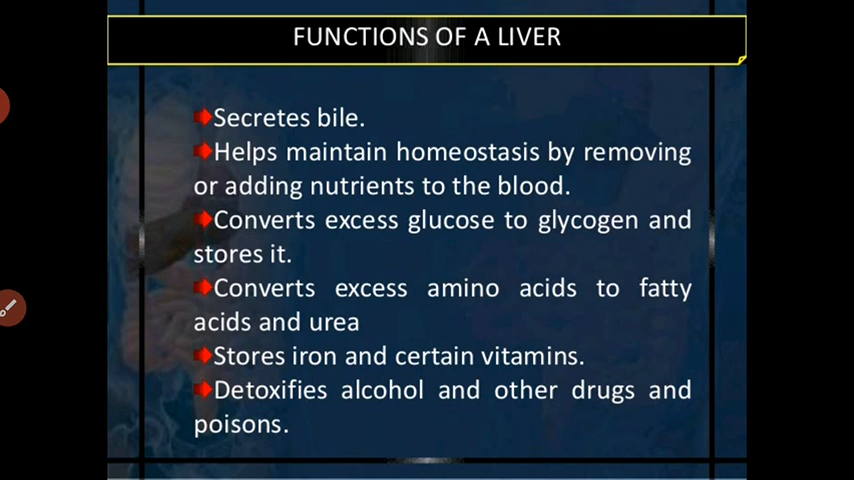 FUNCTIONS OF A LIVER
Secretes bile.
Helps maintain homeostasis by removing
or adding nutrients to the blood.
Converts excess glucose to glycogen and
stores it.
Converts excess amino acids to fatty
acids and urea
Stores iron and certain vitamins.
Detoxifies alcohol and other drugs and
poisons.